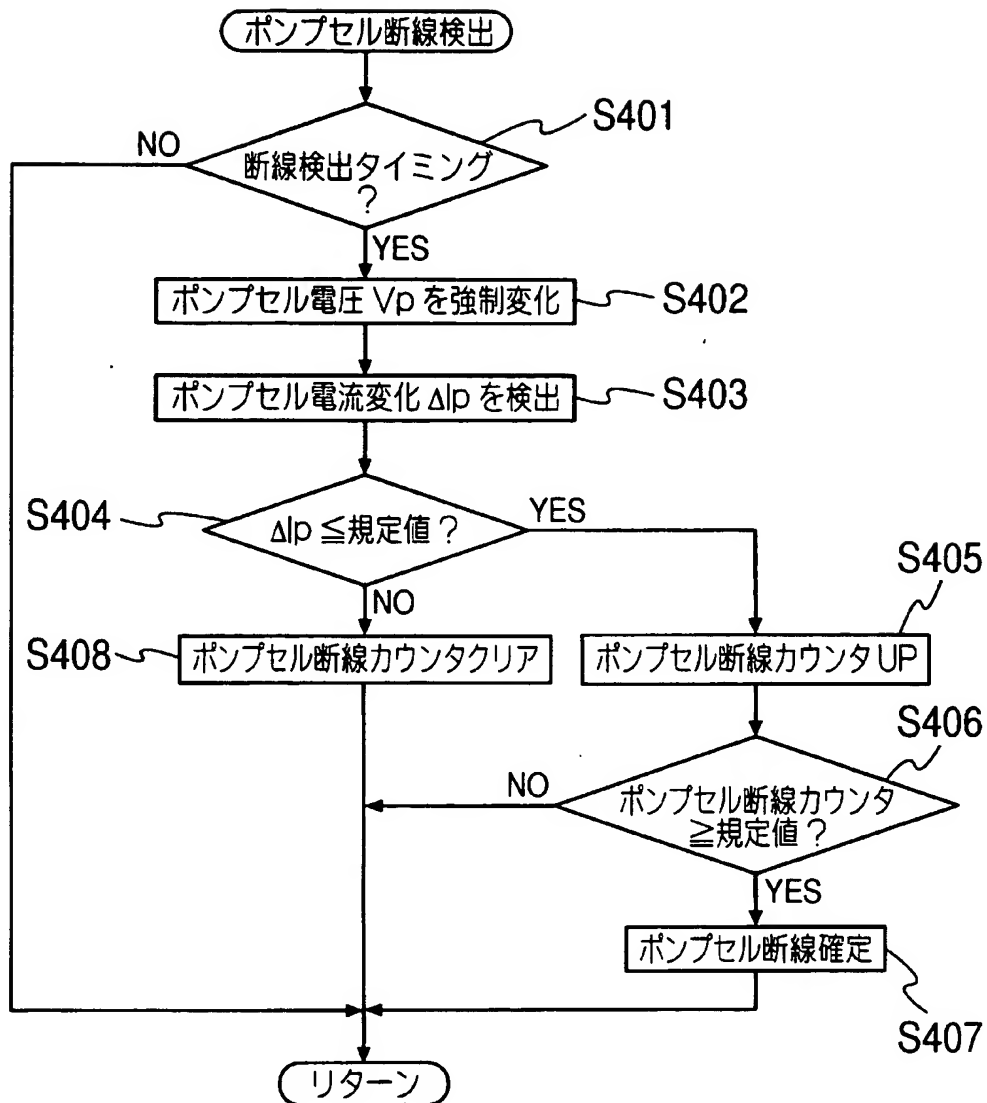 ポンプセル断線検出
S401
NO
断線検出タイミング
?
YES
ポンプセル電圧 Vp を強制変化
S402
ポンプセル電流変化 ΔIp を検出
S403
S404
ΔIp ≦規定値?
YES
NO
S405
S408
ポンプセル断線カウンタクリア
ポンプセル断線カウンタ UP
S406
NO
ポンプセル断線カウンタ
≧規定値?
YES
ポンプセル断線確定
S407
リターン